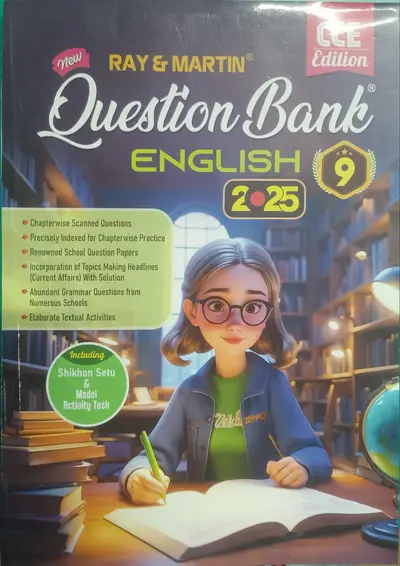 CCE
Edition
New
RAY & MARTIN®
Question Bank®
ENGLISH
9
2025
Chapterwise Scanned Questions
Precisely Indexed for Chapterwise Practice
Renowned School Question Papers
Incorporation of Topics Making Headlines
(Current Affairs) With Solution
Abundant Grammar Questions from
Numerous Schools
Elaborate Textual Activities
Including
Shikhon Setu
&
Model
Activity Task